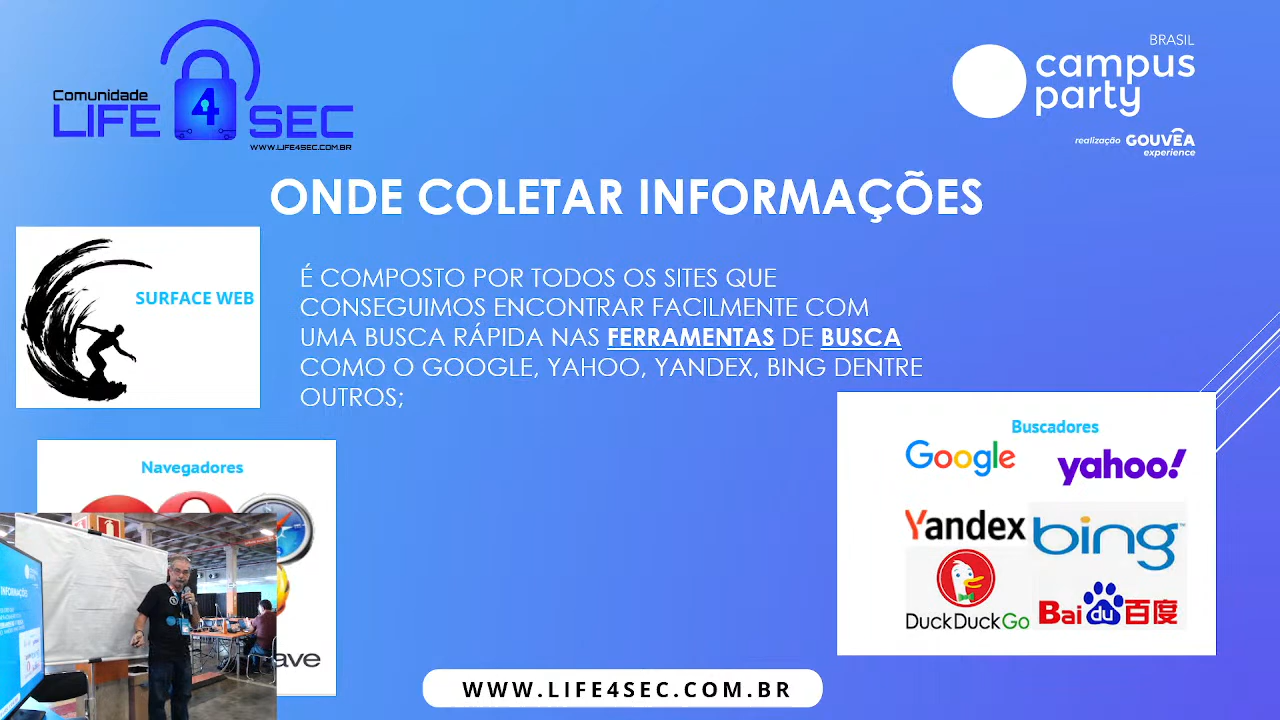 Comunidade
LIFE 4 SEC
WWW.LIFE4SEC.COM.BR
BRASIL
campus
party
realização GOUVÊA
experience
ONDE COLETAR INFORMAÇÕES
SURFACE WEB
É COMPOSTO POR TODOS OS SITES QUE
CONSEGUIMOS ENCONTRAR FACILMENTE COM
UMA BUSCA RÁPIDA NAS FERRAMENTAS DE BUSCA
COMO O GOOGLE, YAHOO, YANDEX, BING DENTRE
OUTROS;
Navegadores
ave
Buscadores
Google
yahoo!
Yandex
bing
DuckDuckGo
Bai du 百度
INFORMAÇÕES
WWW.LIFE4SEC.COM.BR